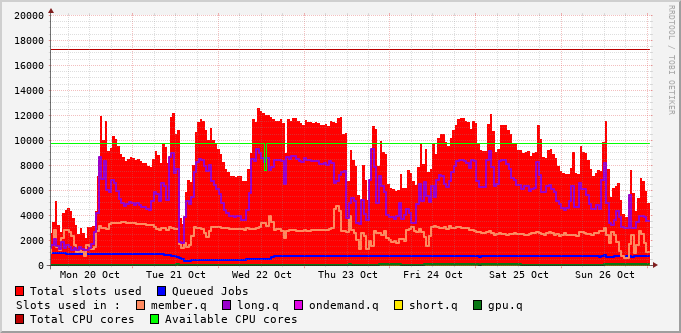 20000
18000
16000
14000
12000
10000
8000
6000
4000
2000
0
Mon 20 Oct Tue 21 Oct Wed 22 Oct Thu 23 Oct Fri 24 Oct Sat 25 Oct Sun 26 Oct
Total slots used Queued Jobs
Slots used in : member.q long.q ondemand.q short.q gpu.q
Total CPU cores Available CPU cores
RRDTOOL / TOBI OETIKER